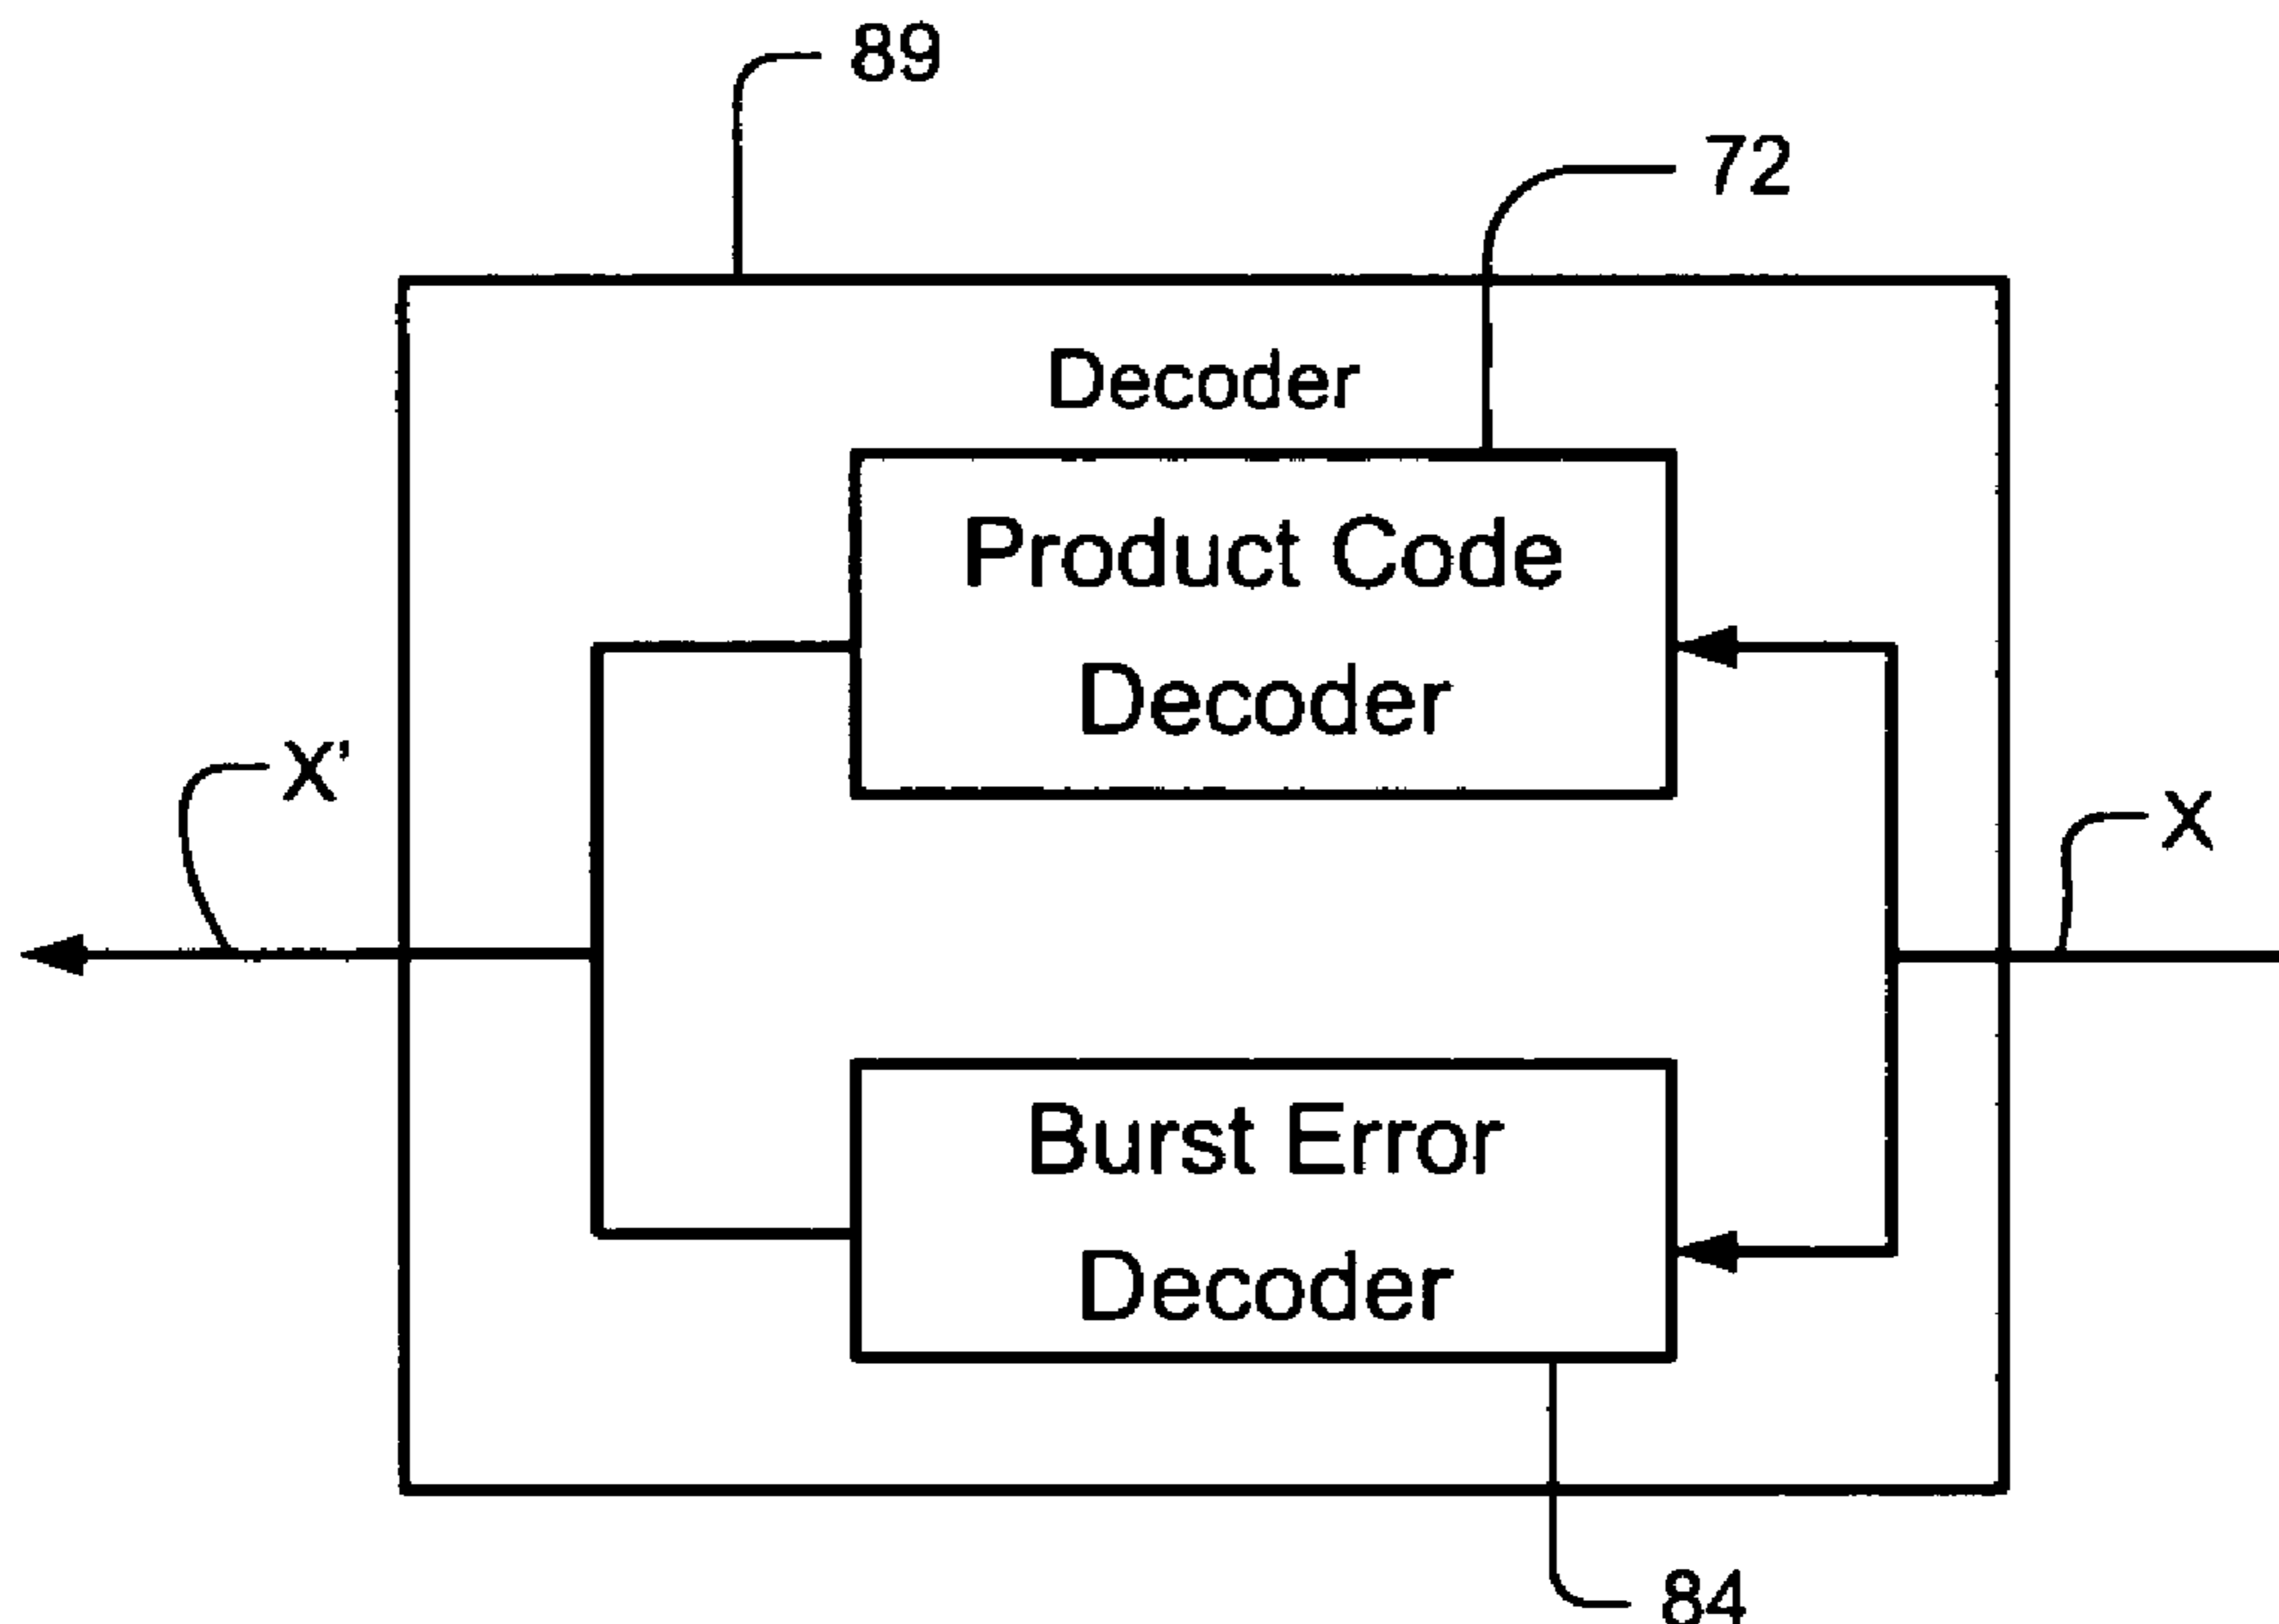 89
72
Decoder
Product Code
Decoder
X'
X
Burst Error
Decoder
84